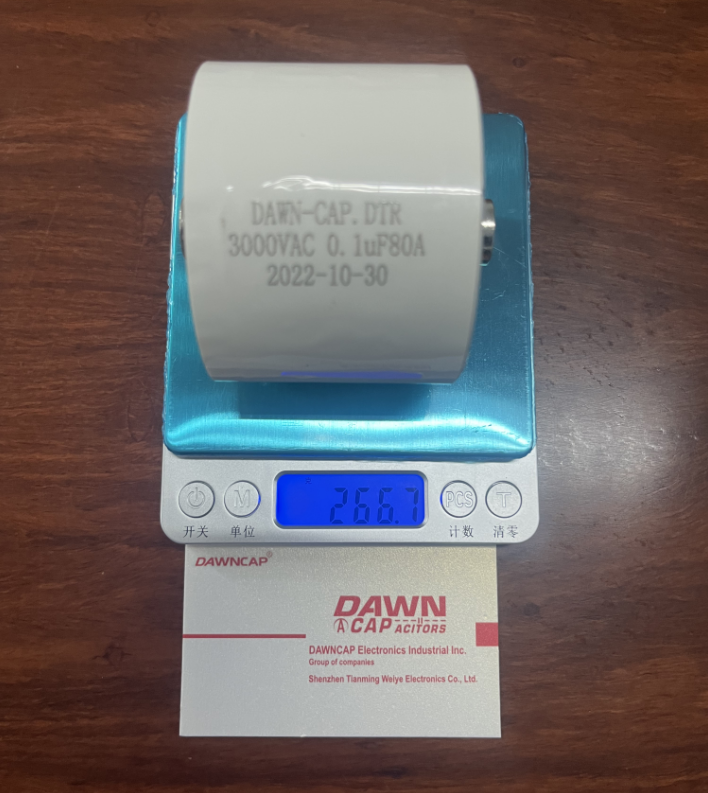 DAWN-CAP.DTR
3000VAC 0.1uF80A
2022-10-30
266.7
M
PCS
T
开关
单位
计数
清零
DAWNCAP®
DAWN
CAP ACITORS
DAWNCAP Electronics Industrial Inc.
Group of companies
Shenzhen Tianming Weiye Electronics Co., Ltd.